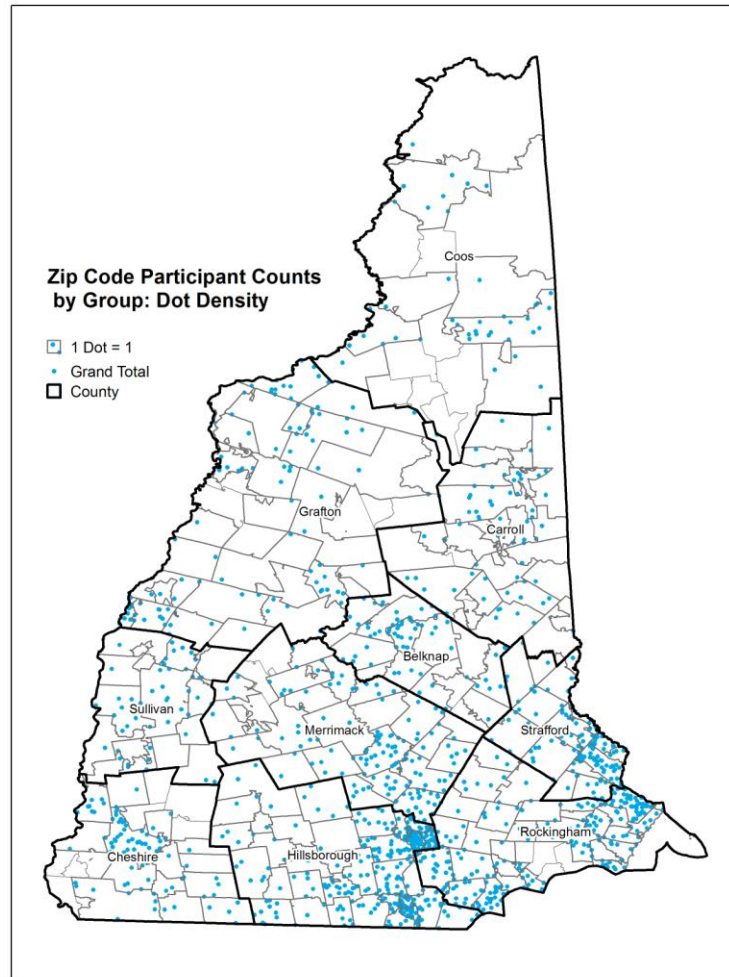 Coos
Zip Code Participant Counts
by Group: Dot Density
1 Dot = 1
Grand Total
County
Grafton
Carroll
Belknap
Sullivan
Merrimack
Strafford
Rockingham
Cheshire
Hillsborough